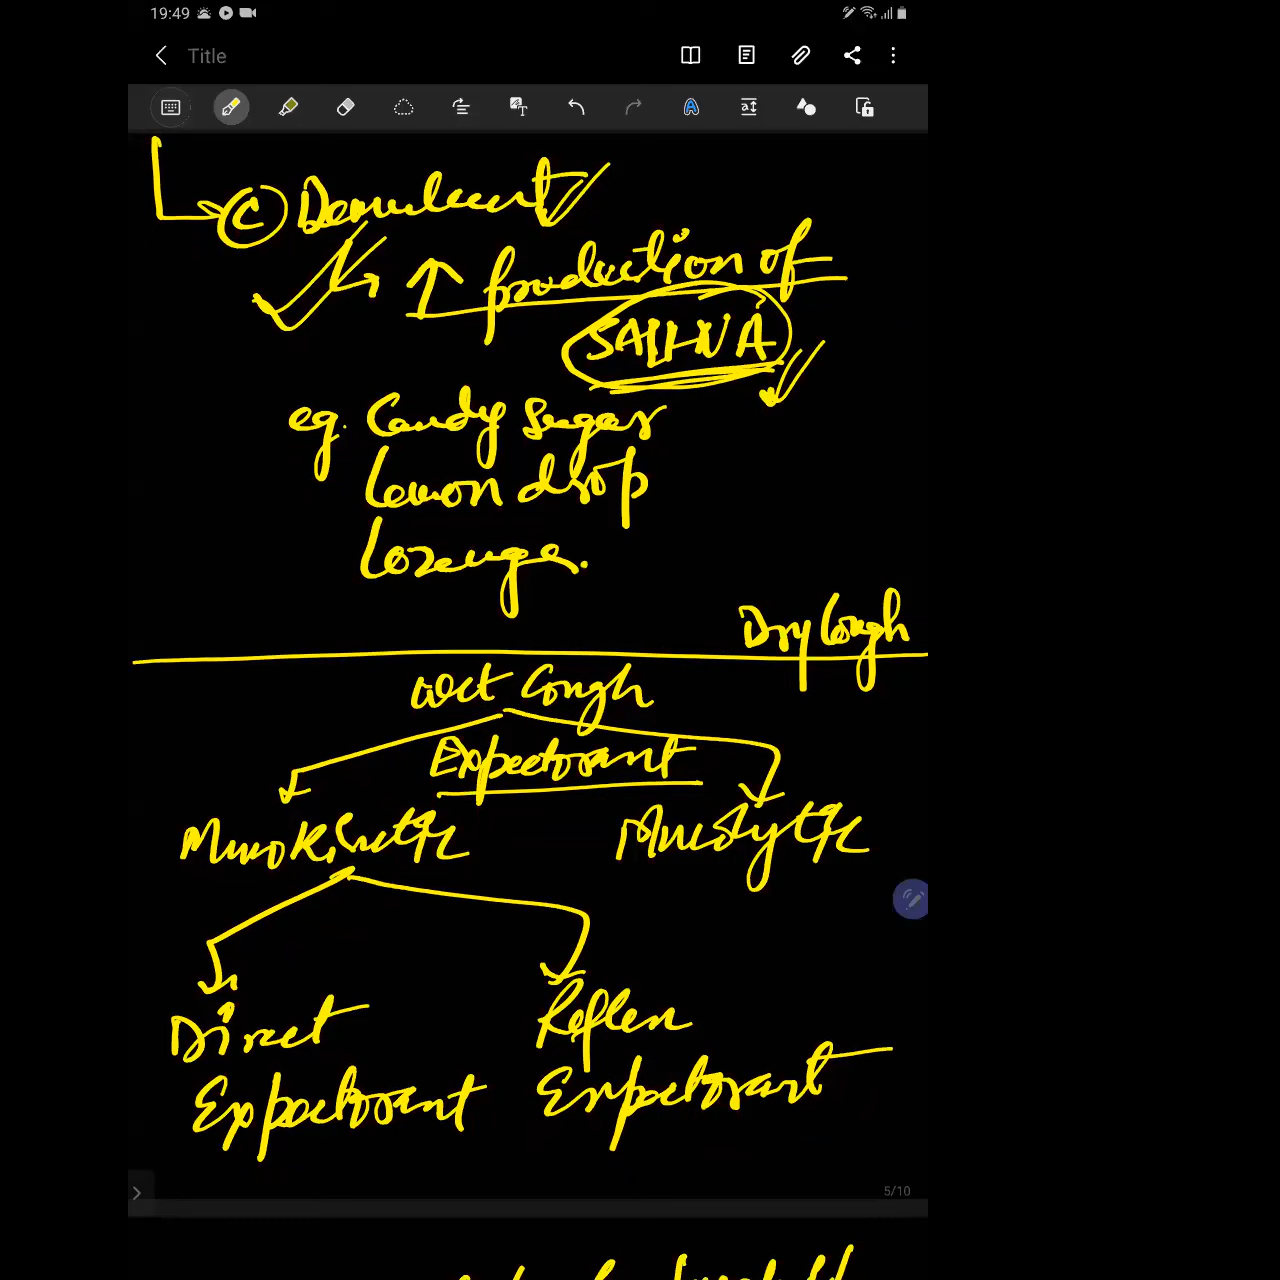 19:49
Title
C Demulcent
↑ production of
SALIVA
eg. Candy Sugar
Lemon drop
Lozenge.
Dry Cough
Wet Cough
Expectorant
Mucokinetic Mucolytic
Direct Reflex
Expectorant Expectorant
5/10